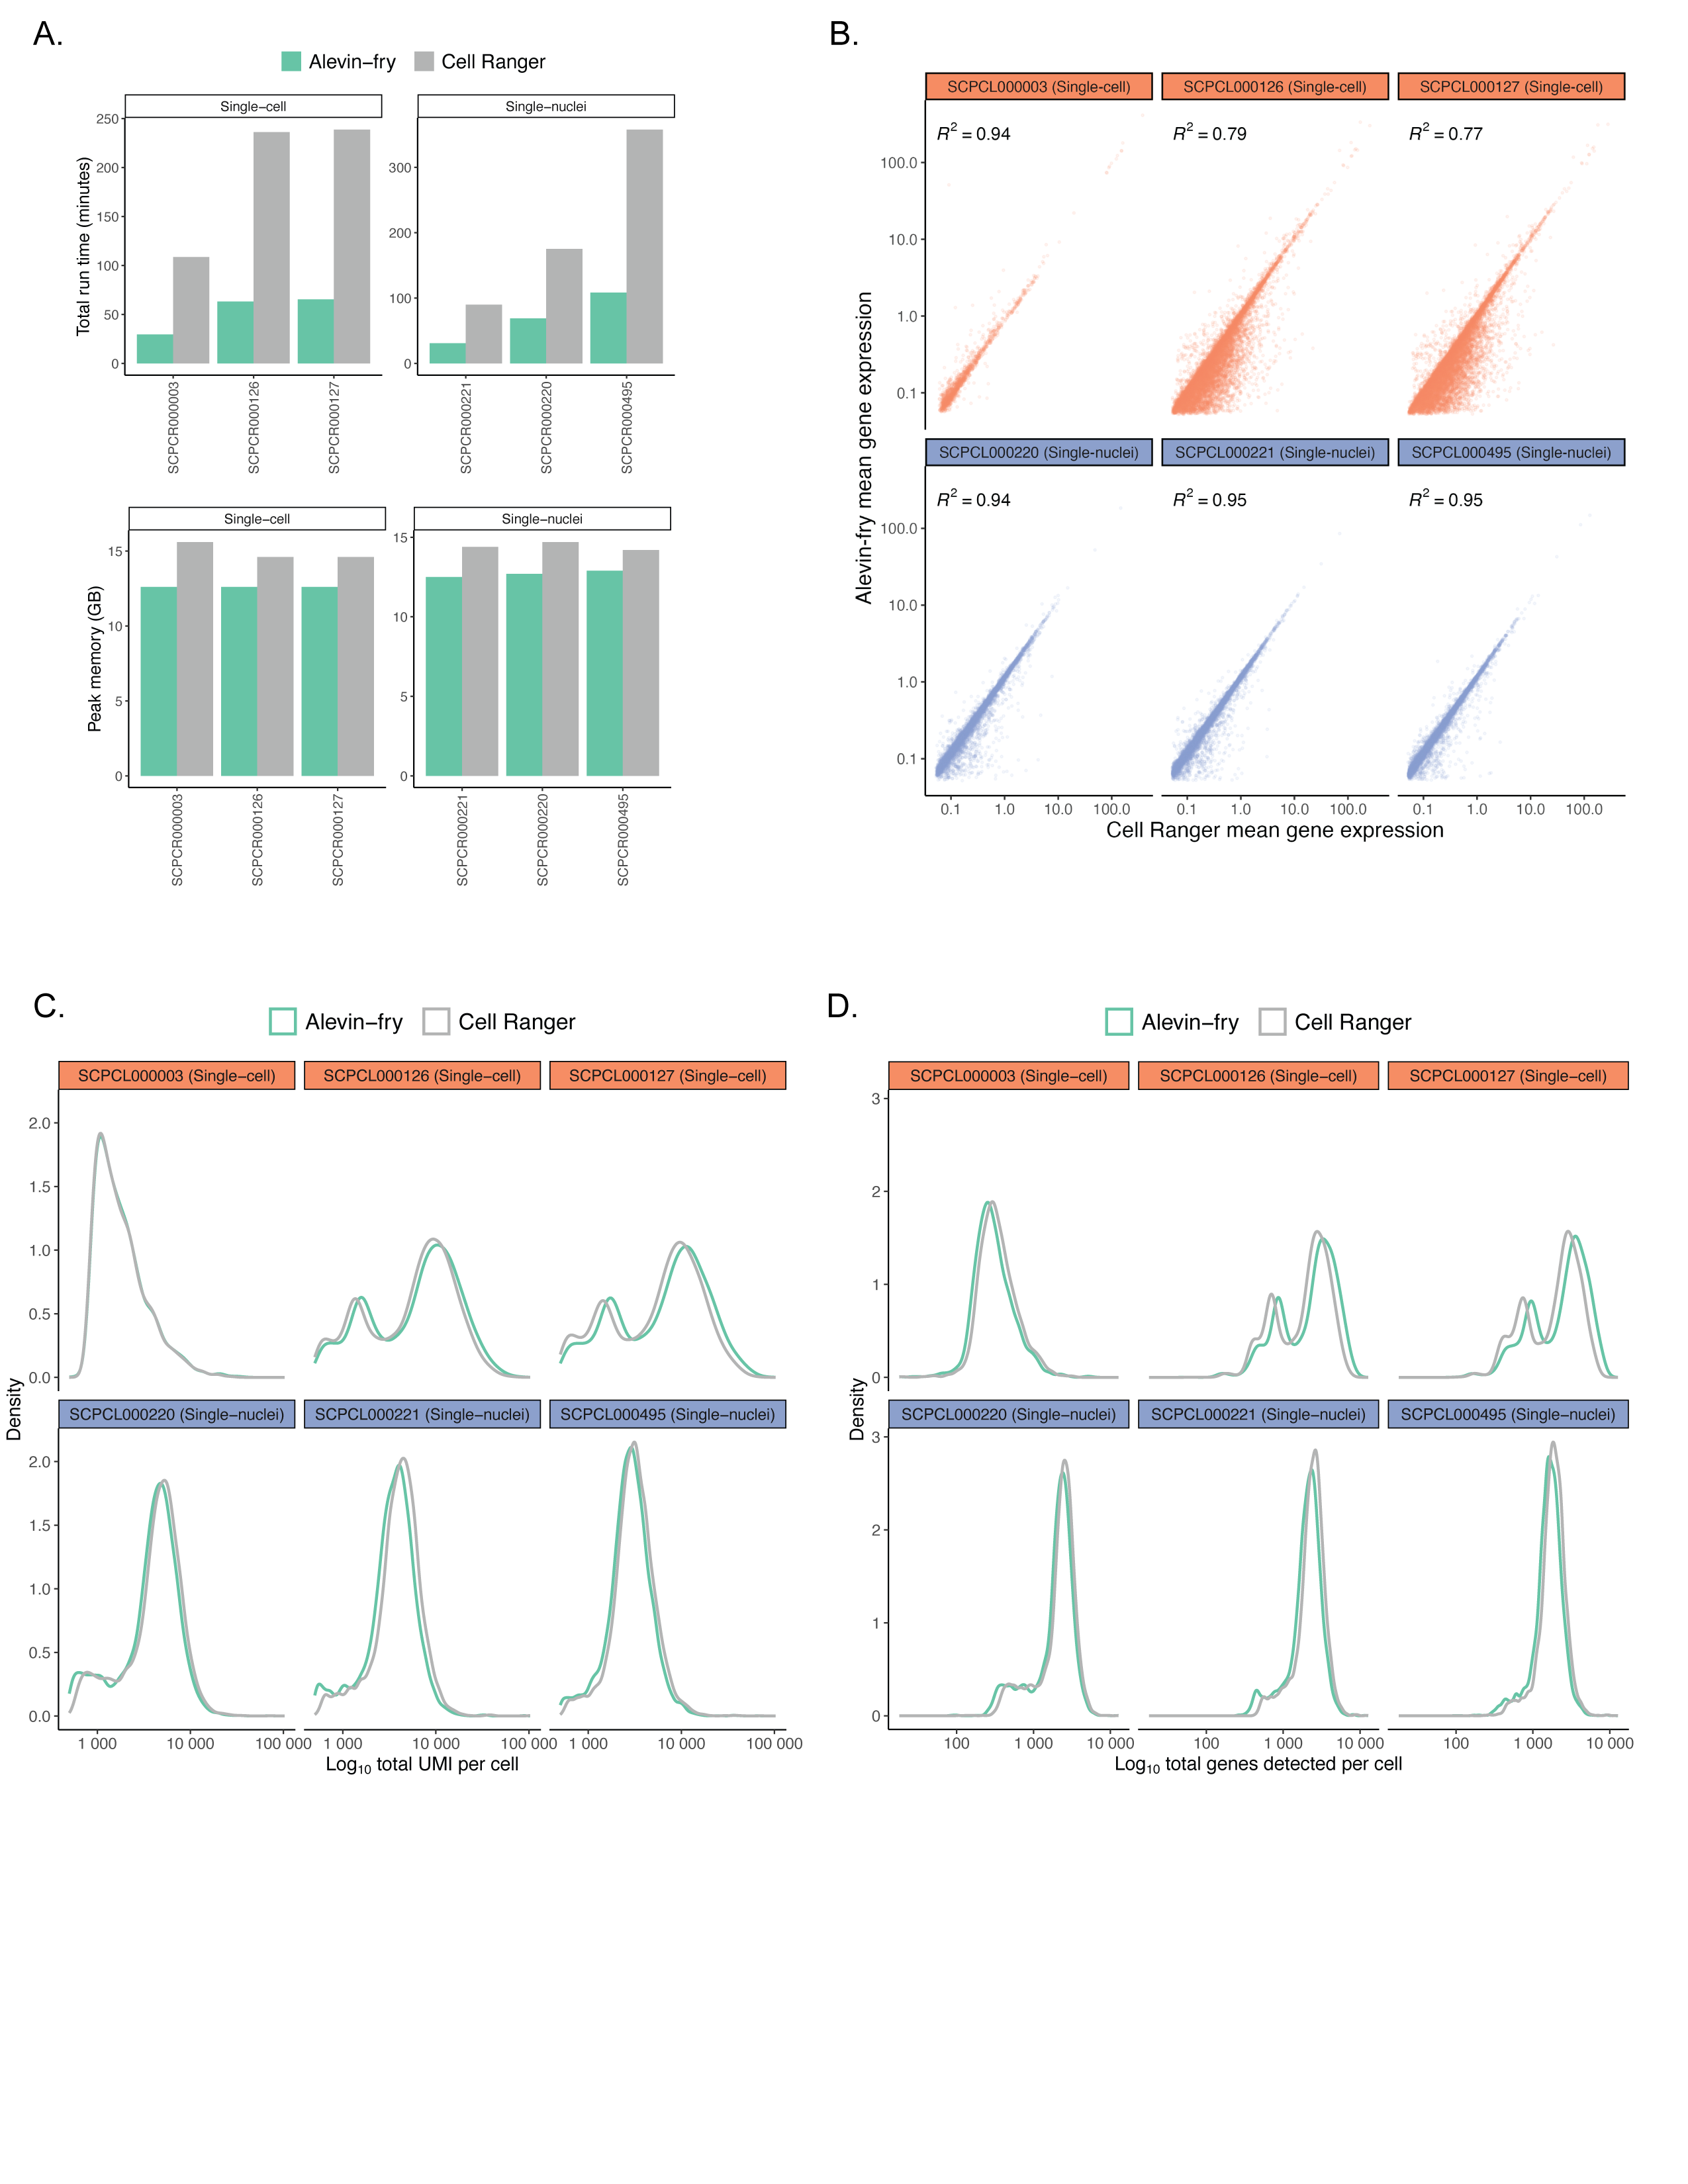 A.
Alevin−fry Cell Ranger
Single−cell Single−nuclei
Total run time (minutes)
250
200
150
100
50
0
300
200
100
0
SCPCR000003 SCPCR000126 SCPCR000127
SCPCR000221 SCPCR000220 SCPCR000495
Single−cell Single−nuclei
Peak memory (GB)
15
10
5
0
15
10
5
0
SCPCR000003 SCPCR000126 SCPCR000127
SCPCR000221 SCPCR000220 SCPCR000495
B.
SCPCL000003 (Single-cell) SCPCL000126 (Single-cell) SCPCL000127 (Single-cell)
R² = 0.94 R² = 0.79 R² = 0.77
Alevin-fry mean gene expression
100.0
10.0
1.0
0.1
SCPCL000220 (Single-nuclei) SCPCL000221 (Single-nuclei) SCPCL000495 (Single-nuclei)
R² = 0.94 R² = 0.95 R² = 0.95
100.0
10.0
1.0
0.1
0.1 1.0 10.0 100.0 0.1 1.0 10.0 100.0 0.1 1.0 10.0 100.0
Cell Ranger mean gene expression
C.
Alevin−fry Cell Ranger
SCPCL000003 (Single−cell) SCPCL000126 (Single−cell) SCPCL000127 (Single−cell)
2.0
1.5
1.0
0.5
0.0
Density
SCPCL000220 (Single−nuclei) SCPCL000221 (Single−nuclei) SCPCL000495 (Single−nuclei)
2.0
1.5
1.0
0.5
0.0
1 000 10 000 100 000 1 000 10 000 100 000 1 000 10 000 100 000
Log₁₀ total UMI per cell
D.
Alevin−fry Cell Ranger
SCPCL000003 (Single−cell) SCPCL000126 (Single−cell) SCPCL000127 (Single−cell)
3
2
1
0
Density
SCPCL000220 (Single−nuclei) SCPCL000221 (Single−nuclei) SCPCL000495 (Single−nuclei)
3
2
1
0
100 1 000 10 000 100 1 000 10 000 100 1 000 10 000
Log₁₀ total genes detected per cell